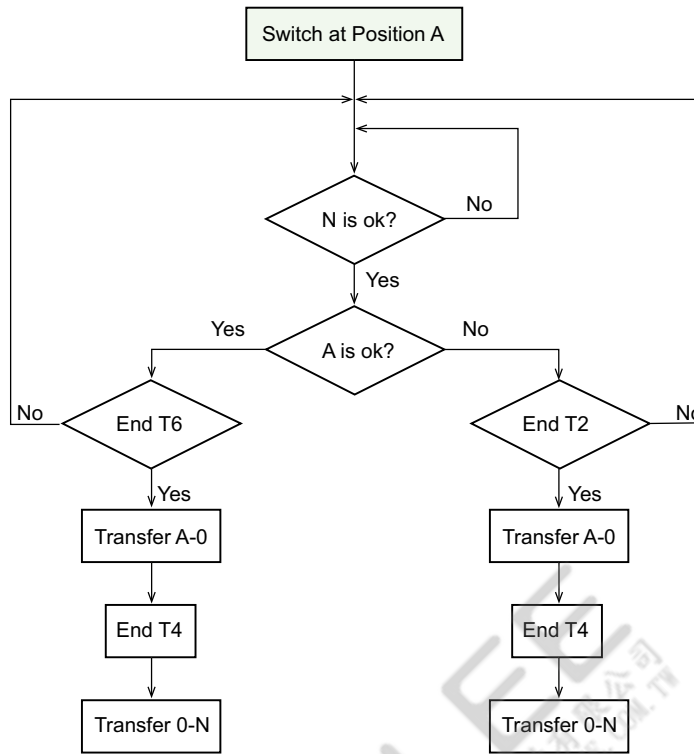 Switch at Position A
N is ok?
No
Yes
Yes
A is ok?
No
No
End T6
End T2
No
Yes
Yes
Transfer A-0
Transfer A-0
End T4
End T4
Transfer 0-N
Transfer 0-N